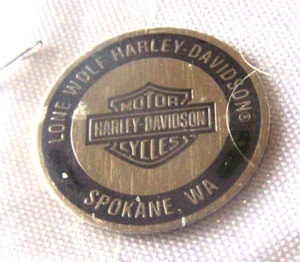 LONE WOLF HARLEY-DAVIDSON®
MOTOR
HARLEY-DAVIDSON
CYCLES
SPOKANE, WA